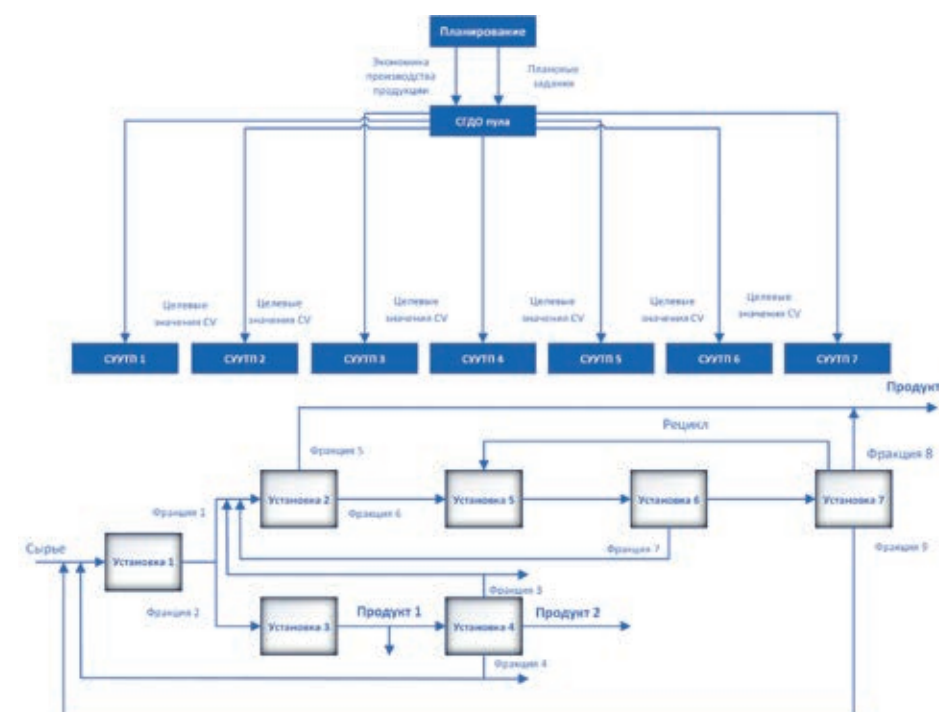 Планирование
Экономика
производства
продукции
Плановые
задания
СГДО пула
Целевые
значения CV
Целевые
значения CV
Целевые
значения CV
Целевые
значения CV
Целевые
значения CV
Целевые
значения CV
СУУТП 1
СУУТП 2
СУУТП 3
СУУТП 4
СУУТП 5
СУУТП 6
СУУТП 7
Продукт
Рецикл
Фракция 5
Фракция 8
Установка 2
Установка 5
Установка 6
Установка 7
Фракция 1
Фракция 6
Сырье
Установка 1
Фракция 7
Фракция 9
Фракция 3
Фракция 2
Установка 3
Продукт 1
Установка 4
Продукт 2
Фракция 4